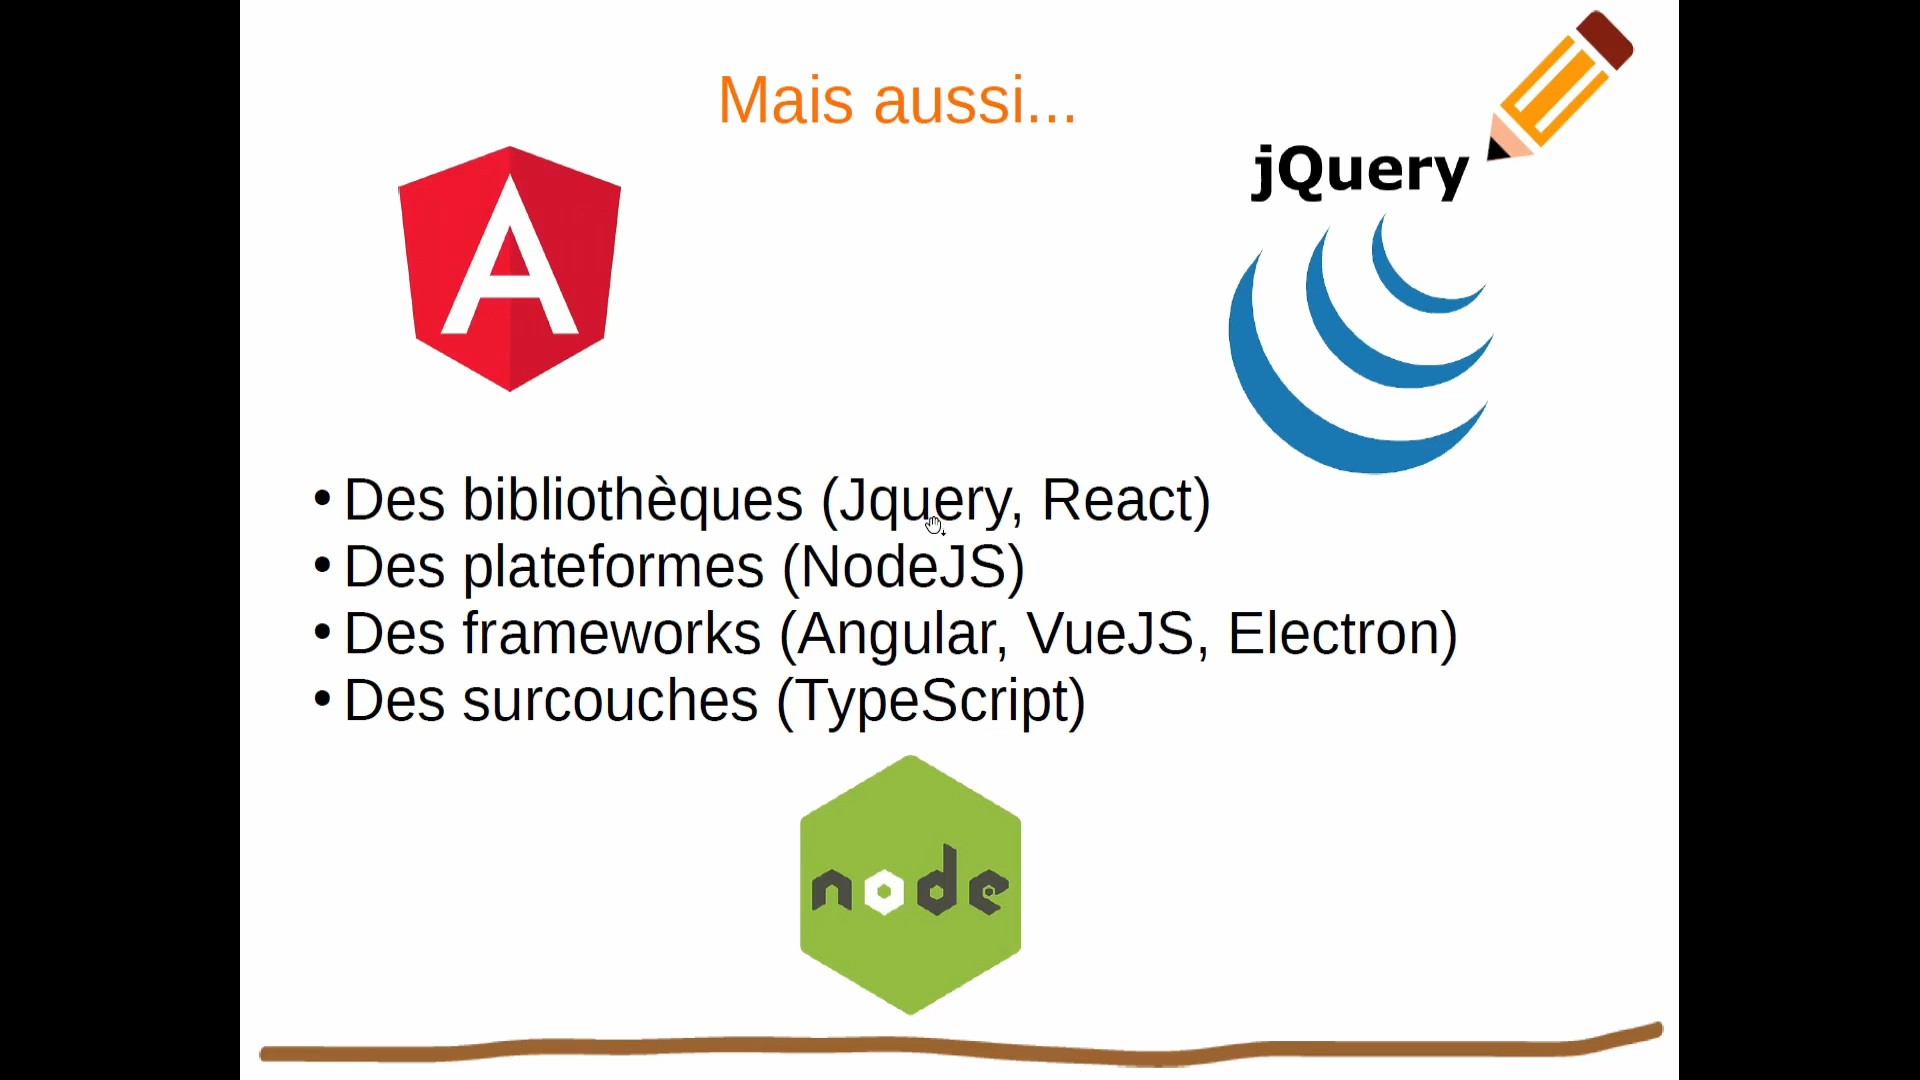 Mais aussi...
jQuery
• Des bibliothèques (Jquery, React)
• Des plateformes (NodeJS)
• Des frameworks (Angular, VueJS, Electron)
• Des surcouches (TypeScript)
node